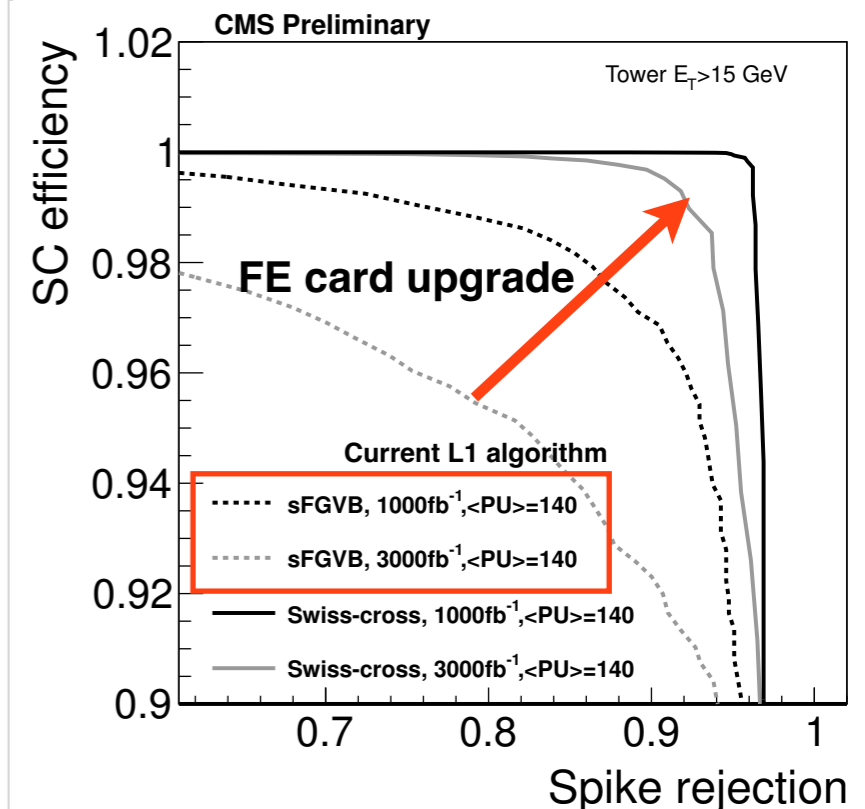 CMS Preliminary
1.02
Tower E_T>15 GeV
1
SC efficiency
0.98
FE card upgrade
0.96
Current L1 algorithm
0.94
sFGVB, 1000fb⁻¹,<PU>=140
sFGVB, 3000fb⁻¹,<PU>=140
0.92
Swiss-cross, 1000fb⁻¹,<PU>=140
Swiss-cross, 3000fb⁻¹,<PU>=140
0.9
0.7 0.8 0.9 1
Spike rejection